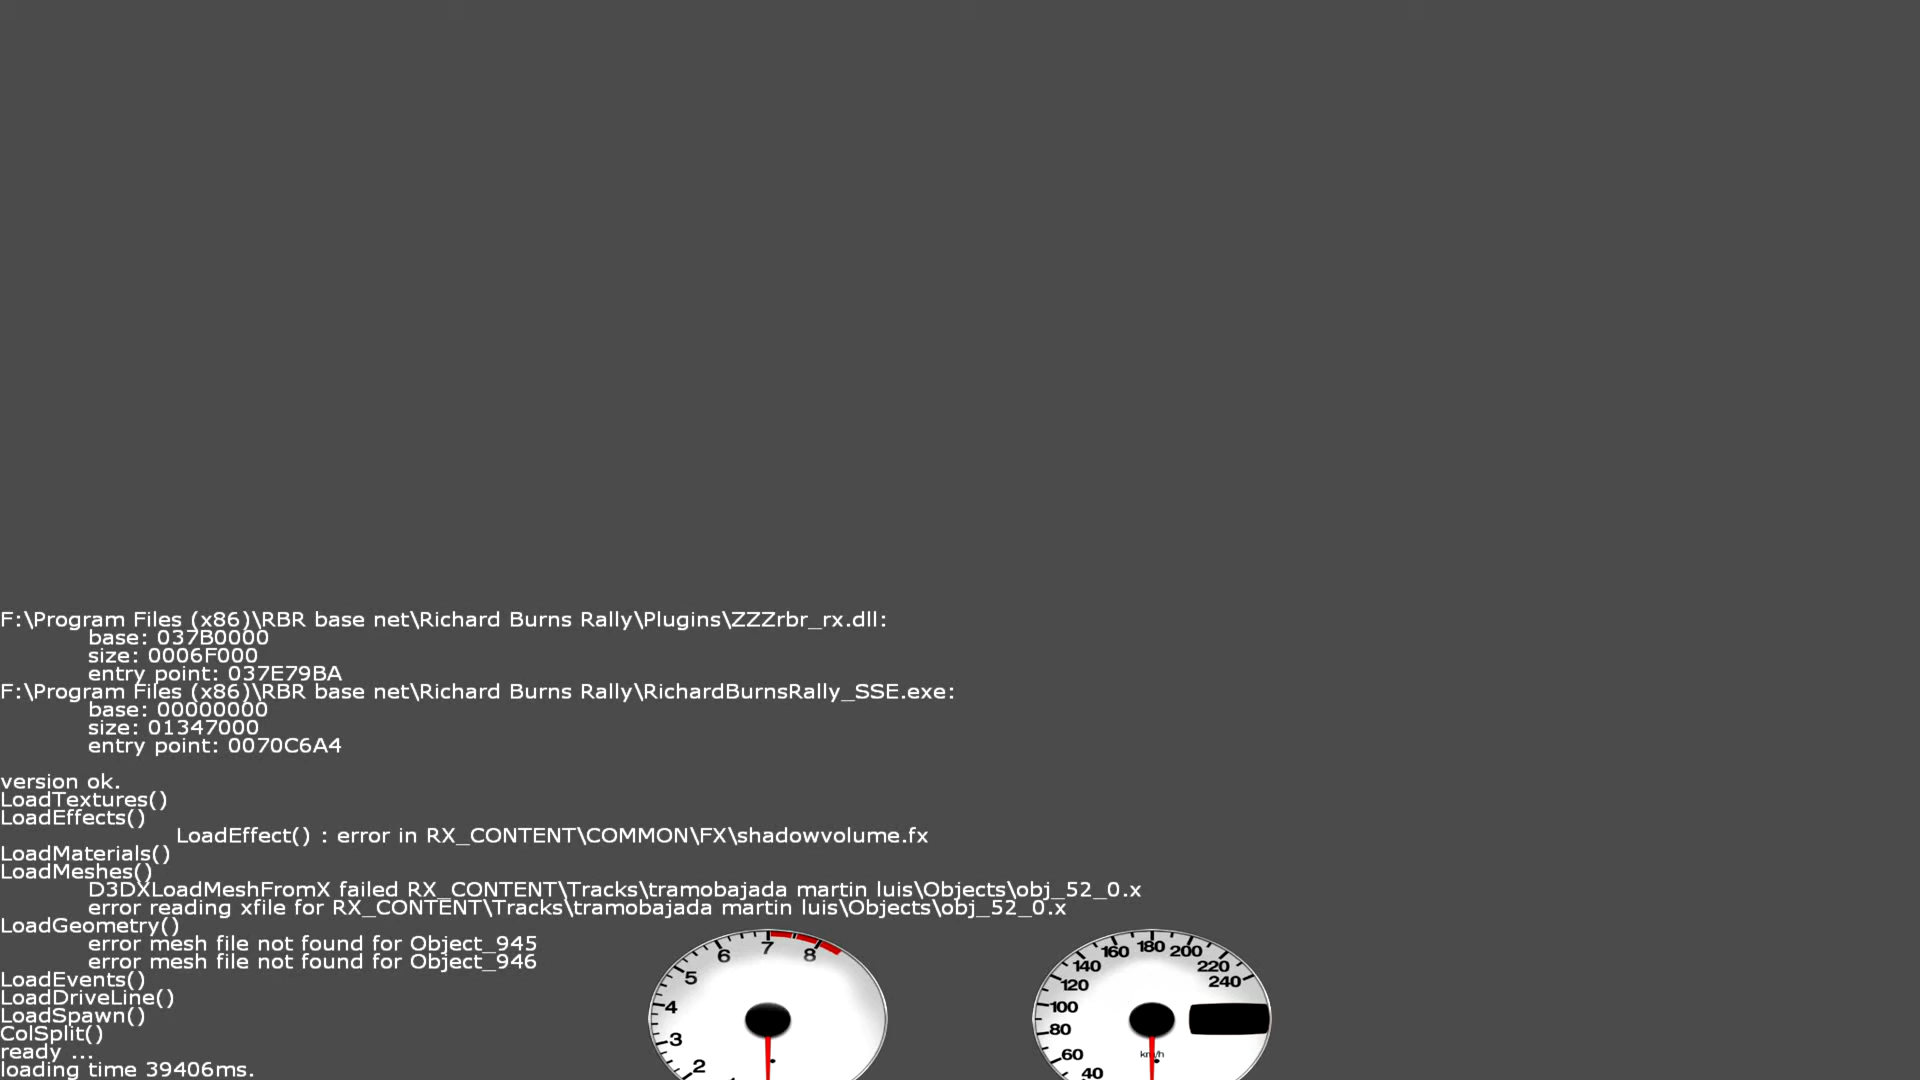 F:\Program Files (x86)\RBR base net\Richard Burns Rally\Plugins\ZZZrbr_rx.dll:
base: 037B0000
size: 0006F000
entry point: 037E79BA
F:\Program Files (x86)\RBR base net\Richard Burns Rally\RichardBurnsRally_SSE.exe:
base: 00000000
size: 01347000
entry point: 0070C6A4
version ok.
LoadTextures()
LoadEffects()
LoadEffect() : error in RX_CONTENT\COMMON\FX\shadowvolume.fx
LoadMaterials()
LoadMeshes()
D3DXLoadMeshFromX failed RX_CONTENT\Tracks\tramobajada martin luis\Objects\obj_52_0.x
error reading xfile for RX_CONTENT\Tracks\tramobajada martin luis\Objects\obj_52_0.x
LoadGeometry()
error mesh file not found for Object_945
error mesh file not found for Object_946
LoadEvents()
LoadDriveLine()
LoadSpawn()
ColSplit()
ready ...
loading time 39406ms.
2
3
4
5
6
7
8
40
60
80
100
120
140
160
180
200
220
240
km/h